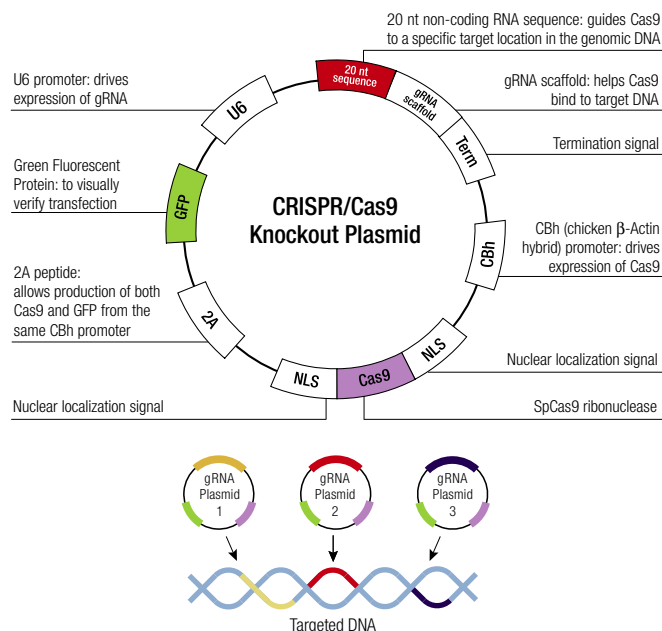 20 nt non-coding RNA sequence: guides Cas9
to a specific target location in the genomic DNA
U6 promoter: drives
expression of gRNA
20 nt
sequence
gRNA
scaffold
gRNA scaffold: helps Cas9
bind to target DNA
U6
Term
Termination signal
Green Fluorescent
Protein: to visually
verify transfection
GFP
CRISPR/Cas9
Knockout Plasmid
CBh
CBh (chicken β-Actin
hybrid) promoter: drives
expression of Cas9
2A peptide:
allows production of both
Cas9 and GFP from the
same CBh promoter
2A
NLS
Cas9
NLS
Nuclear localization signal
Nuclear localization signal
SpCas9 ribonuclease
gRNA
Plasmid
1
gRNA
Plasmid
2
gRNA
Plasmid
3
Targeted DNA